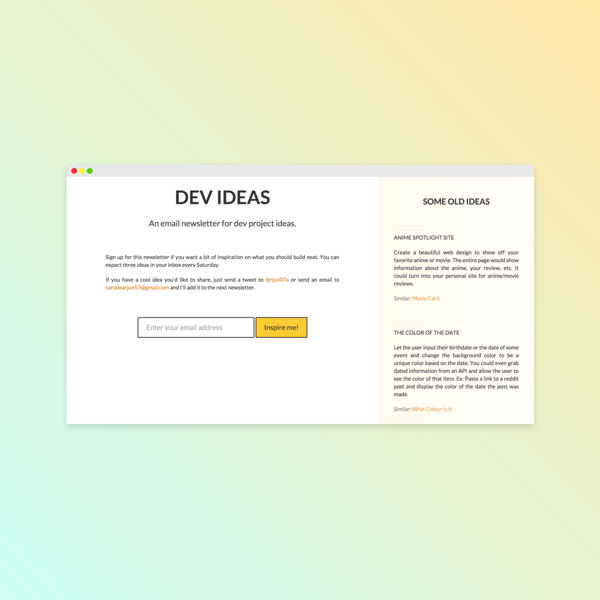 DEV IDEAS
An email newsletter for dev project ideas.
Sign up for this newsletter if you want a bit of inspiration on what you should build next. You can
expect three ideas in your inbox every Saturday.
If you have a cool idea you'd like to share, just send a tweet to @rjun07a or send an email to
sarodearjun57@gmail.com and I'll add it to the next newsletter.
Enter your email address
Inspire me!
SOME OLD IDEAS
ANIME SPOTLIGHT SITE
Create a beautiful web design to show off your
favorite anime or movie. The entire page would show
information about the anime, your review, etc. It
could turn into your personal site for anime/movie
reviews.
Similar: Movie Card
THE COLOR OF THE DATE
Let the user input their birthdate or the date of some
event and change the background color to be a
unique color based on the date. You could even grab
dated information from an API and allow the user to
see the color of that item. Ex: Paste a link to a reddit
post and display the color of the date the post was
made.
Similar: What Colour Is It